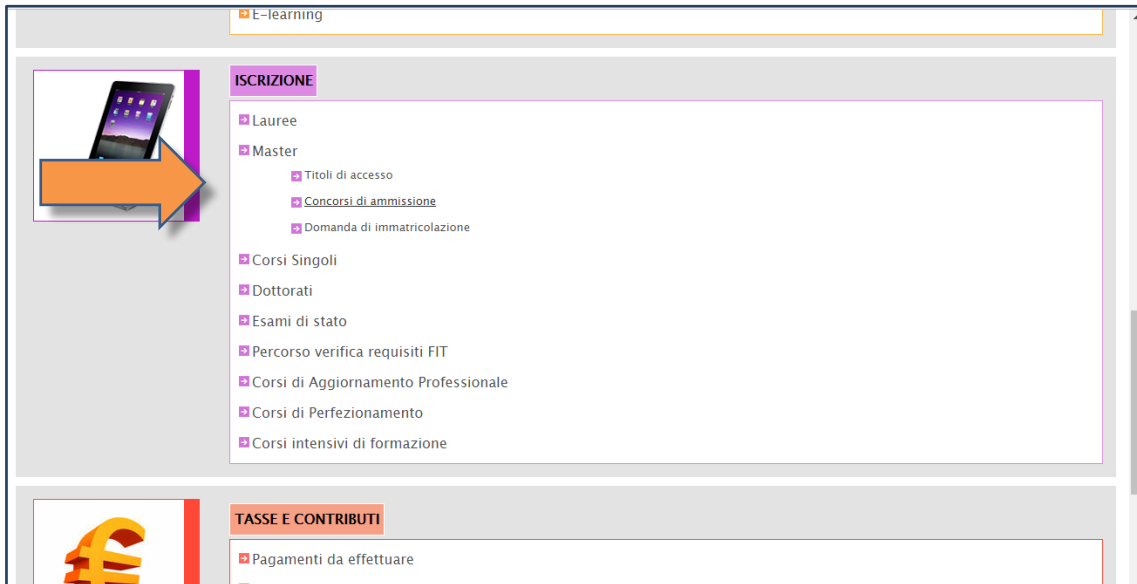 E-learning
ISCRIZIONE
Lauree
Master
Titoli di accesso
Concorsi di ammissione
Domanda di immatricolazione
Corsi Singoli
Dottorati
Esami di stato
Percorso verifica requisiti FIT
Corsi di Aggiornamento Professionale
Corsi di Perfezionamento
Corsi intensivi di formazione
TASSE E CONTRIBUTI
Pagamenti da effettuare